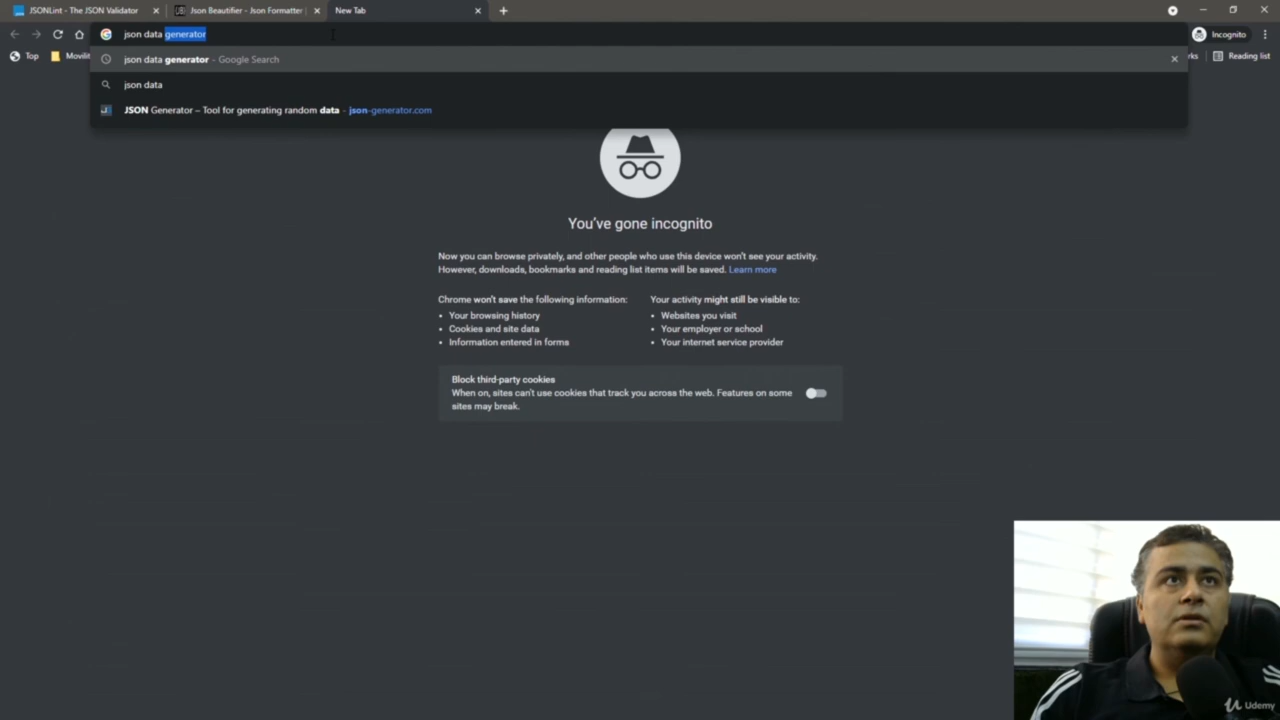 JSONLint - The JSON Validator
Json Beautifier - Json Formatter
New Tab
json data generator
Incognito
Top
Reading list
json data generator - Google Search
json data
JSON Generator – Tool for generating random data - json-generator.com
You've gone incognito
Now you can browse privately, and other people who use this device won't see your activity.
However, downloads, bookmarks and reading list items will be saved. Learn more
Chrome won't save the following information:
• Your browsing history
• Cookies and site data
• Information entered in forms
Your activity might still be visible to:
• Websites you visit
• Your employer or school
• Your internet service provider
Block third-party cookies
When on, sites can't use cookies that track you across the web. Features on some
sites may break.
Udemy